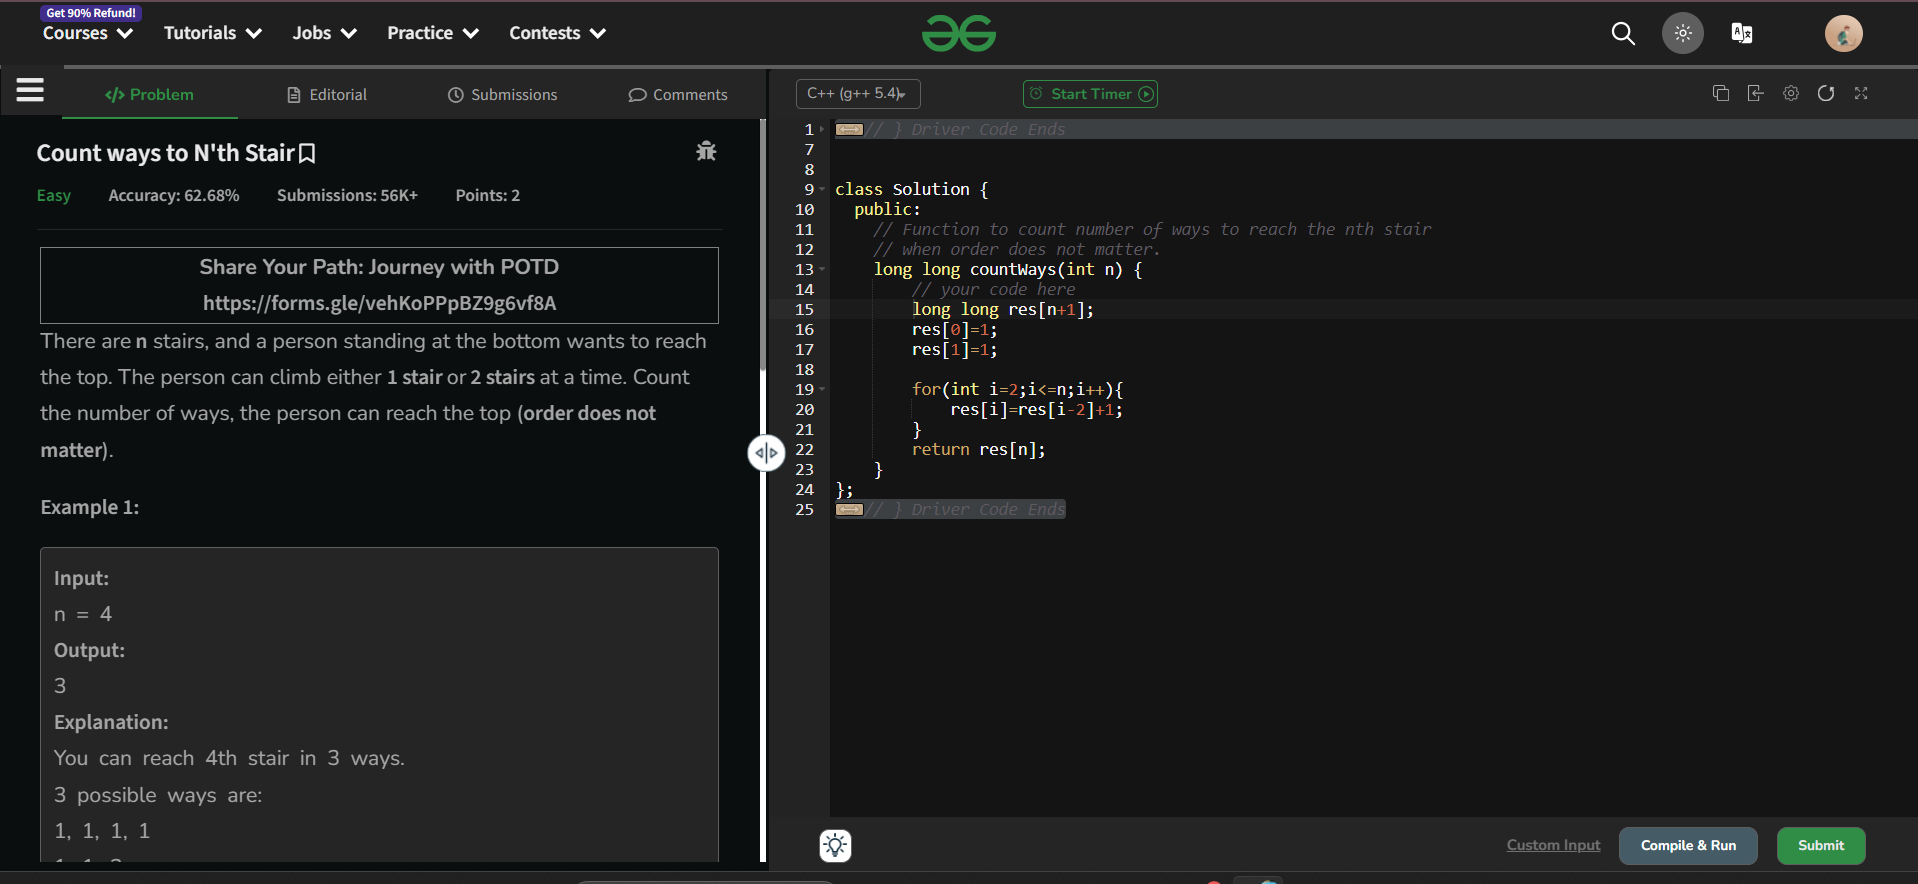 Get 90% Refund!
Courses Tutorials Jobs Practice Contests
</> Problem Editorial Submissions Comments
Count ways to N'th Stair
Easy Accuracy: 62.68% Submissions: 56K+ Points: 2
Share Your Path: Journey with POTD
https://forms.gle/vehKoPPpBZ9g6vf8A
There are n stairs, and a person standing at the bottom wants to reach
the top. The person can climb either 1 stair or 2 stairs at a time. Count
the number of ways, the person can reach the top (order does not
matter).
Example 1:
Input:
n = 4
Output:
3
Explanation:
You can reach 4th stair in 3 ways.
3 possible ways are:
1, 1, 1, 1
C++ (g++ 5.4) Start Timer
1 // } Driver Code Ends
7
8
9 class Solution {
10 public:
11 // Function to count number of ways to reach the nth stair
12 // when order does not matter.
13 long long countWays(int n) {
14 // your code here
15 long long res[n+1];
16 res[0]=1;
17 res[1]=1;
18
19 for(int i=2;i<=n;i++){
20 res[i]=res[i-2]+1;
21 }
22 return res[n];
23 }
24 };
25 // } Driver Code Ends
Custom Input Compile & Run Submit